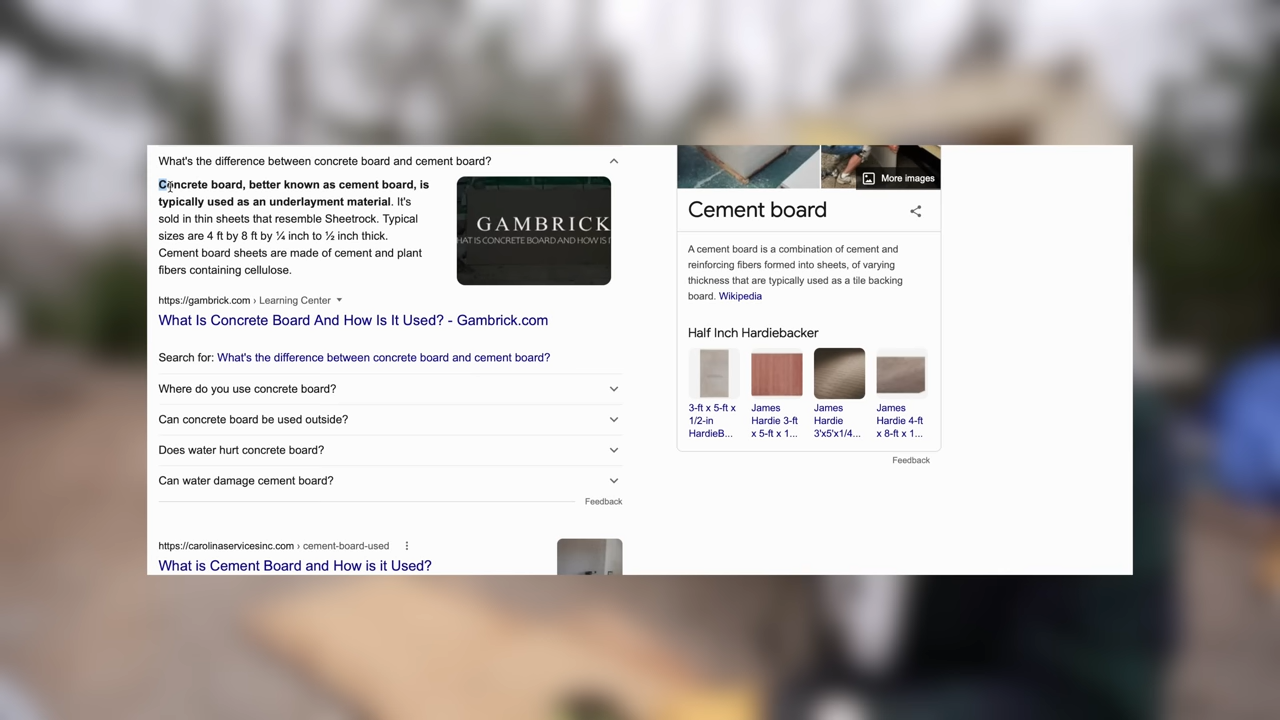 What's the difference between concrete board and cement board?
Concrete board, better known as cement board, is
typically used as an underlayment material. It's
sold in thin sheets that resemble Sheetrock. Typical
sizes are 4 ft by 8 ft by ¼ inch to ½ inch thick.
Cement board sheets are made of cement and plant
fibers containing cellulose.
GAMBRICK
HAT IS CONCRETE BOARD AND HOW IS I
https://gambrick.com › Learning Center
What Is Concrete Board And How Is It Used? - Gambrick.com
Search for: What's the difference between concrete board and cement board?
Where do you use concrete board?
Can concrete board be used outside?
Does water hurt concrete board?
Can water damage cement board?
Feedback
https://carolinaservicesinc.com › cement-board-used
What is Cement Board and How is it Used?
More images
Cement board
A cement board is a combination of cement and
reinforcing fibers formed into sheets, of varying
thickness that are typically used as a tile backing
board. Wikipedia
Half Inch Hardiebacker
3-ft x 5-ft x
1/2-in
HardieB...
James
Hardie 3-ft
x 5-ft x 1...
James
Hardie
3'x5'x1/4...
James
Hardie 4-ft
x 8-ft x 1...
Feedback